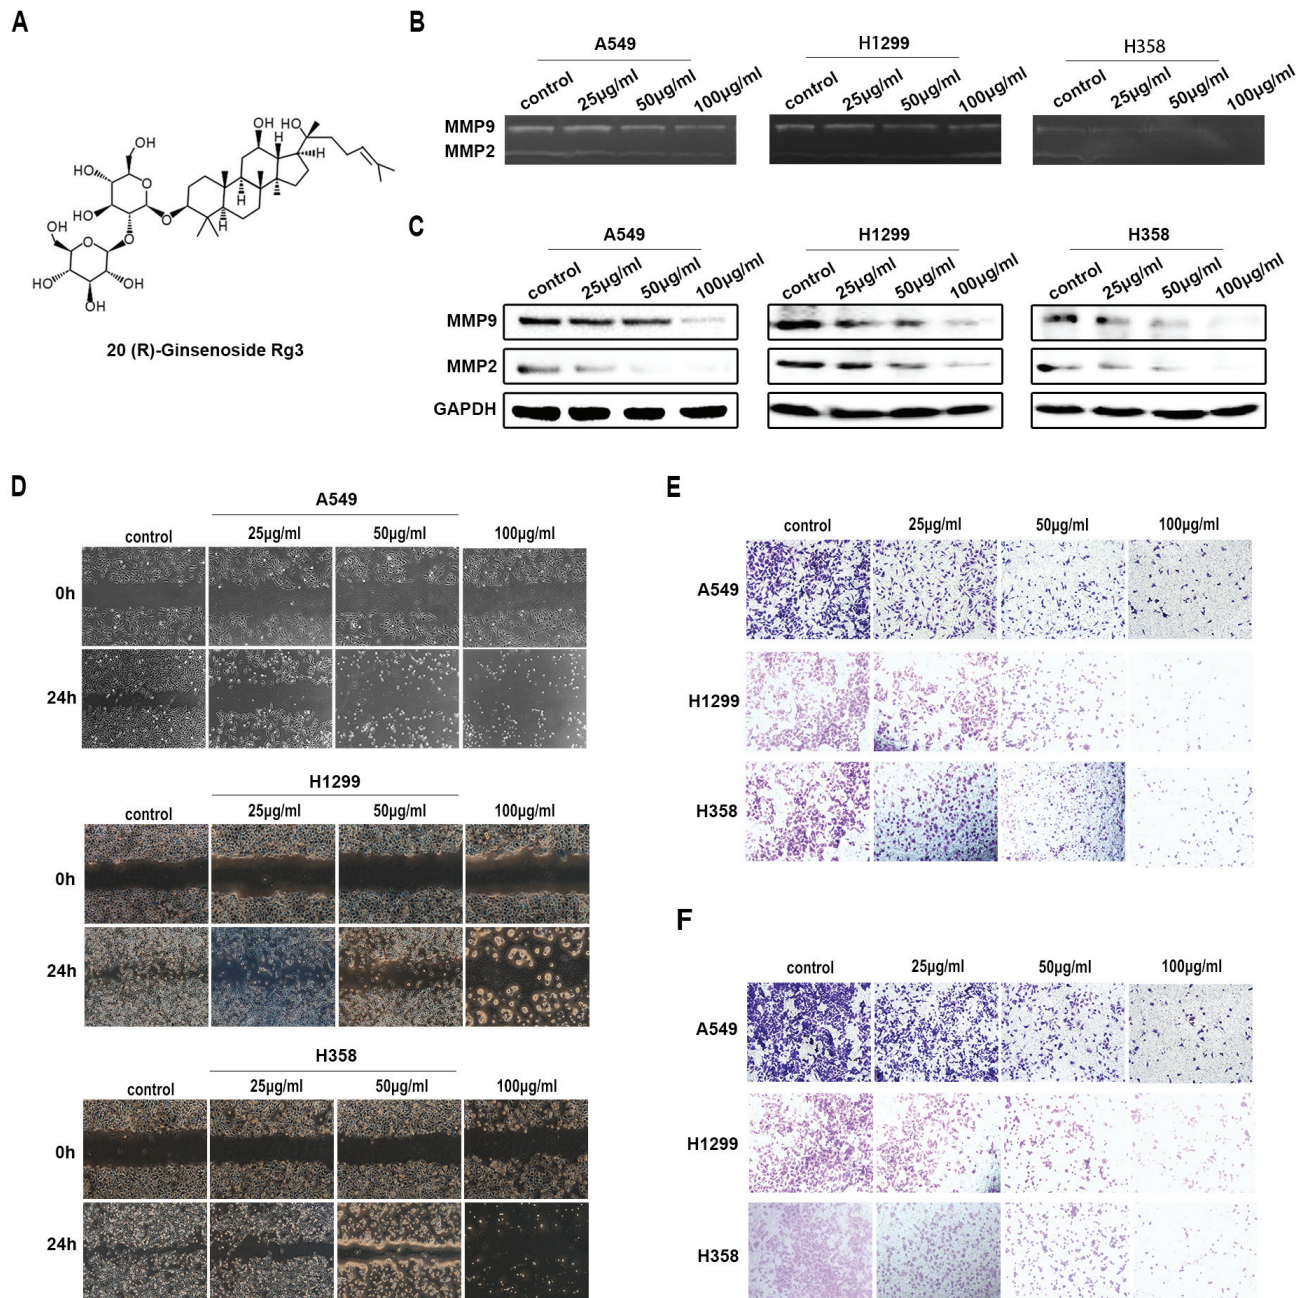 A
OH
OH
HO
OH
O
HO
HO
O
O
OH
O
OH
O
HO
OH
OH
H
H
H
H
20 (R)-Ginsenoside Rg3
B
A549
H1299
H358
control 25μg/ml 50μg/ml 100μg/ml
control 25μg/ml 50μg/ml 100μg/ml
control 25μg/ml 50μg/ml 100μg/ml
MMP9
MMP2
C
A549
H1299
H358
control 25μg/ml 50μg/ml 100μg/ml
control 25μg/ml 50μg/ml 100μg/ml
control 25μg/ml 50μg/ml 100μg/ml
MMP9
MMP2
GAPDH
D
A549
control 25μg/ml 50μg/ml 100μg/ml
0h
24h
H1299
control 25μg/ml 50μg/ml 100μg/ml
0h
24h
H358
control 25μg/ml 50μg/ml 100μg/ml
0h
24h
E
control 25μg/ml 50μg/ml 100μg/ml
A549
H1299
H358
F
control 25μg/ml 50μg/ml 100μg/ml
A549
H1299
H358